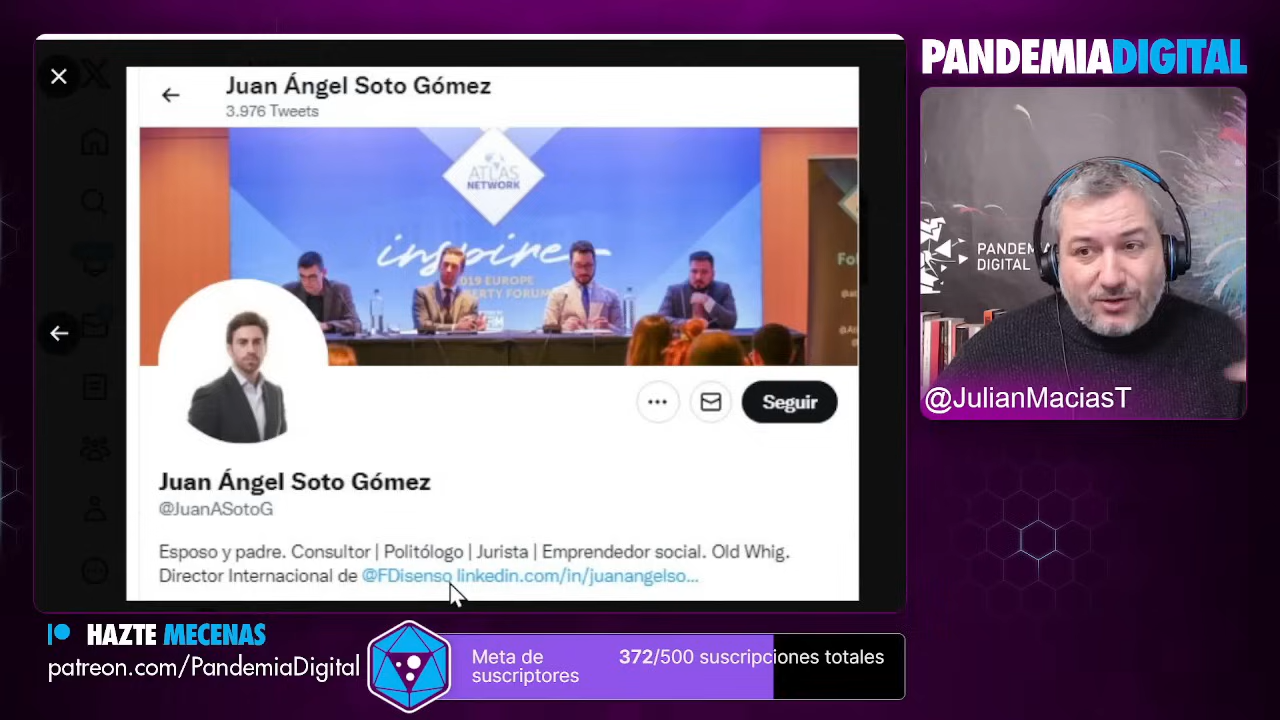 Juan Ángel Soto Gómez
3.976 Tweets
ATLAS
NETWORK
inspire
2019 EUROPE
LIBERTY FORUM
Seguir
Juan Ángel Soto Gómez
@JuanASotoG
Esposo y padre. Consultor | Politólogo | Jurista | Emprendedor social. Old Whig.
Director Internacional de @FDisenso linkedin.com/in/juanangelso...
PANDEMIADIGITAL
PANDEM
DIGITAL
@JulianMaciasT
HAZTE MECENAS
patreon.com/PandemiaDigital
Meta de
suscriptores
372/500 suscripciones totales